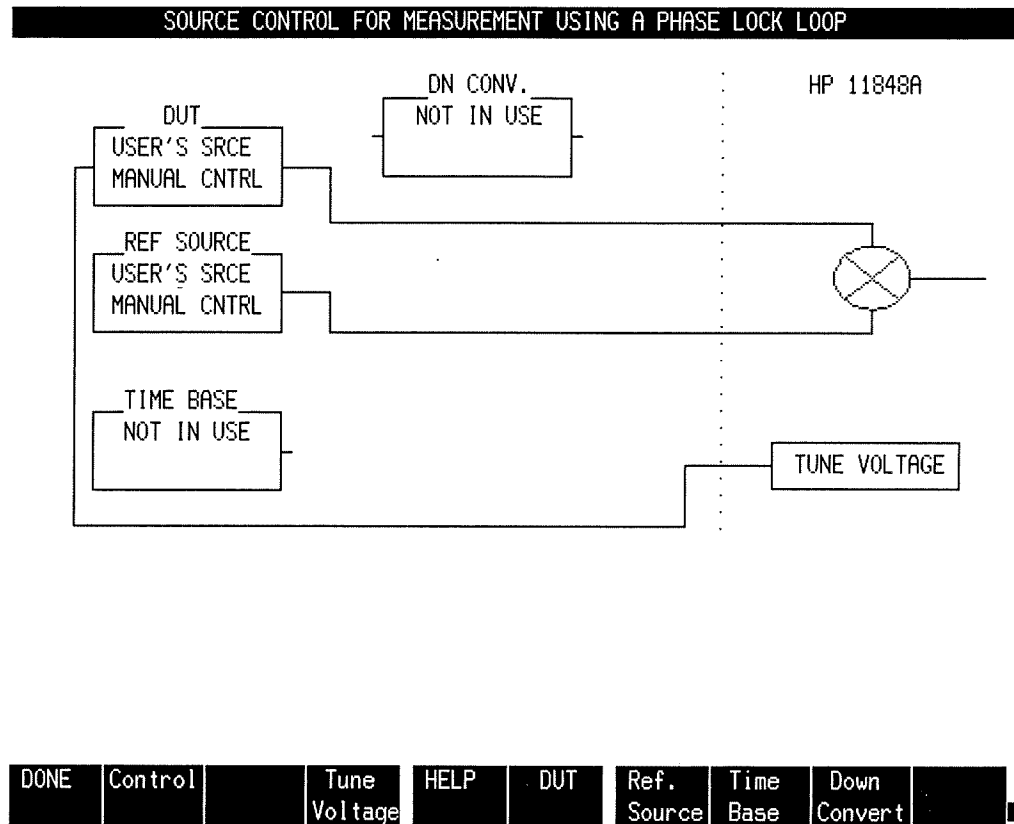 SOURCE CONTROL FOR MEASUREMENT USING A PHASE LOCK LOOP
DN CONV.
NOT IN USE
HP 11848A
DUT
USER'S SRCE
MANUAL CNTRL
REF SOURCE
USER'S SRCE
MANUAL CNTRL
TIME BASE
NOT IN USE
TUNE VOLTAGE
DONE
Control
Tune
Voltage
HELP
DUT
Ref.
Source
Time
Base
Down
Convert